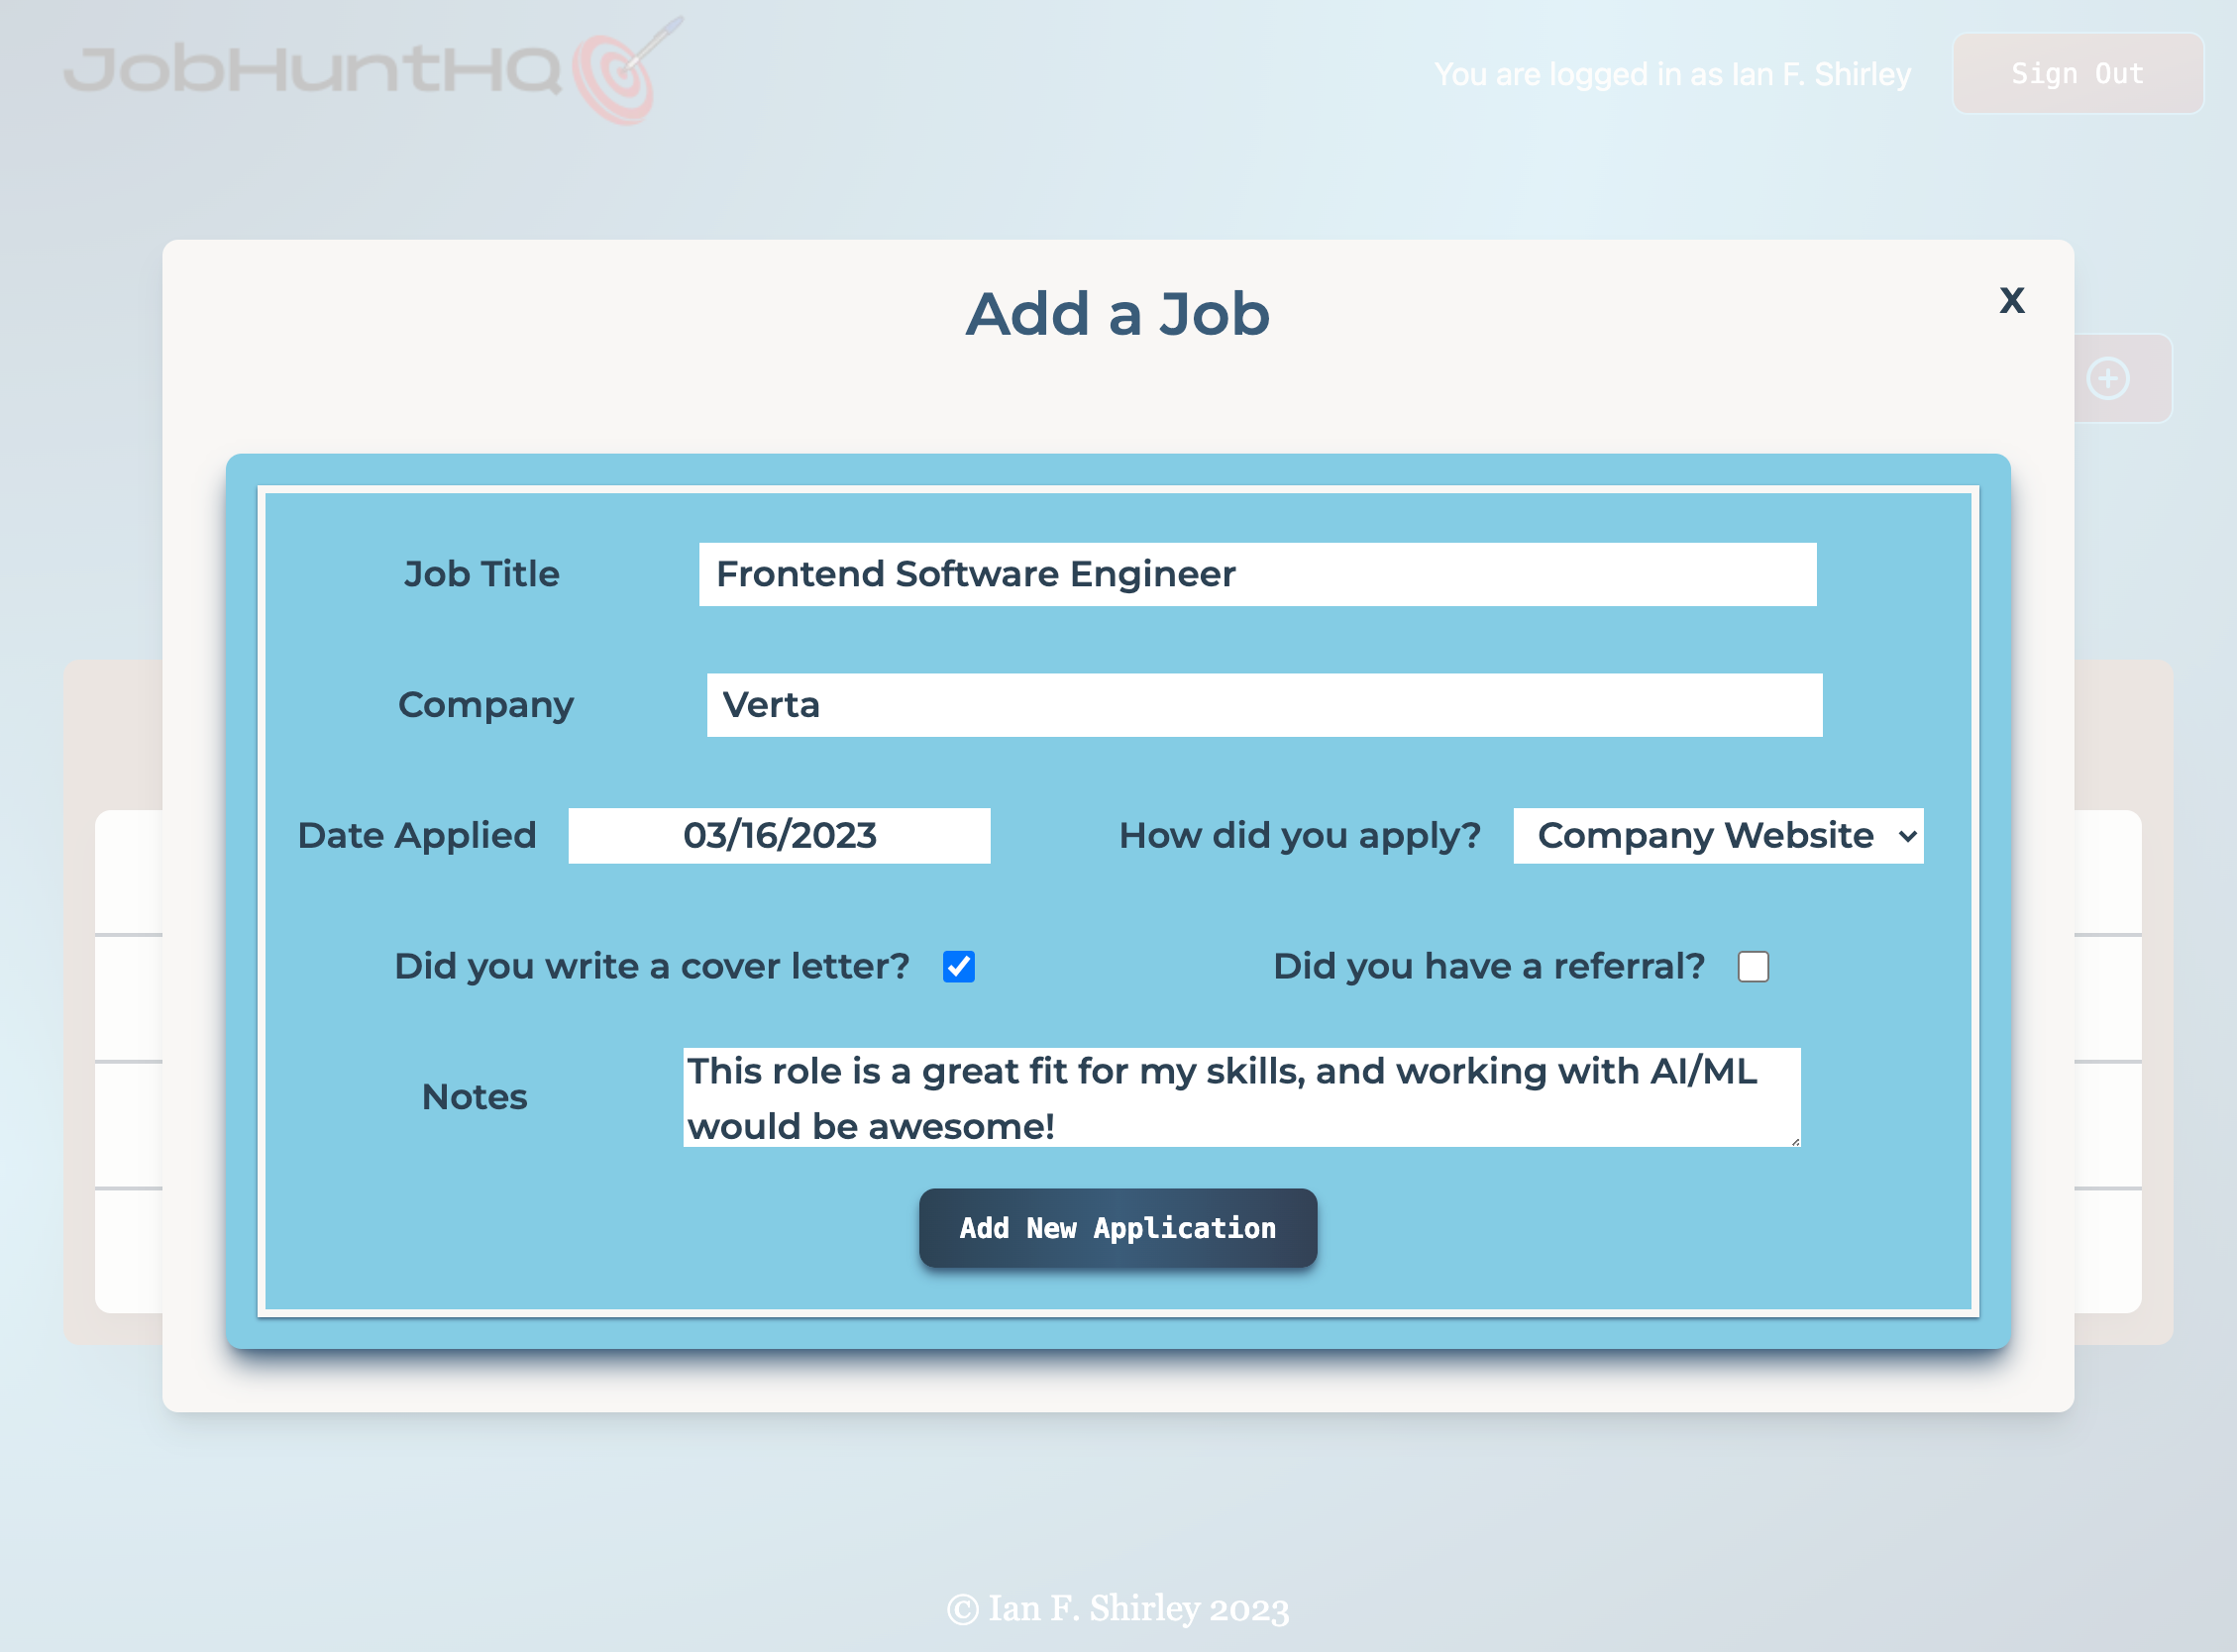 JobHuntHQ
You are logged in as Ian F. Shirley
Sign Out
Add a Job
x
Job Title
Frontend Software Engineer
Company
Verta
Date Applied
03/16/2023
How did you apply?
Company Website
Did you write a cover letter?
Did you have a referral?
Notes
This role is a great fit for my skills, and working with AI/ML
would be awesome!
Add New Application
© Ian F. Shirley 2023